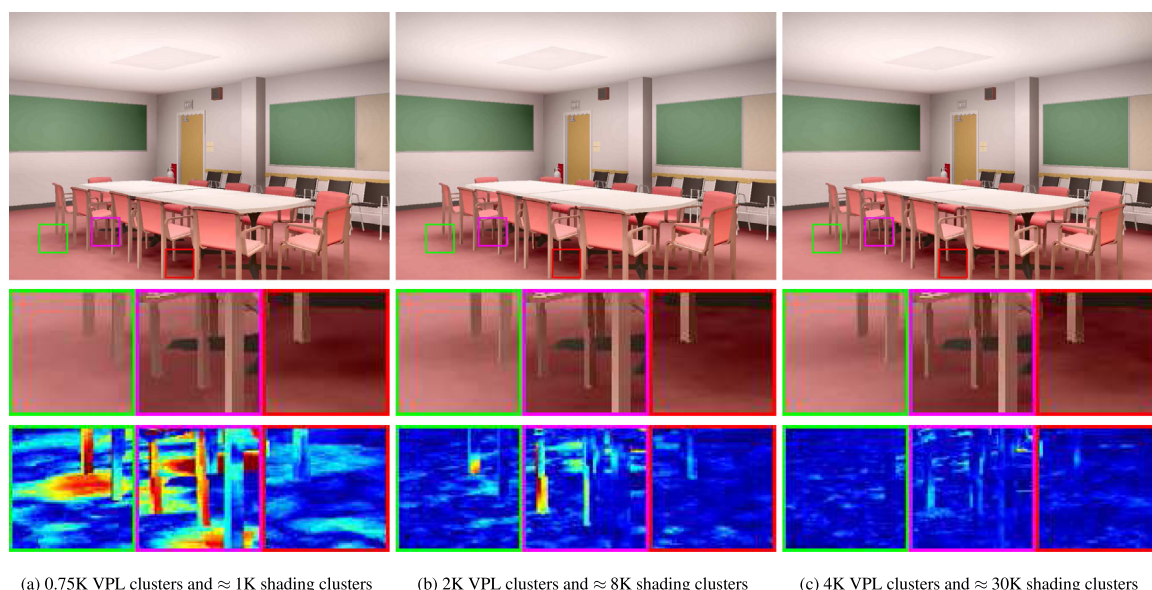 (a) 0.75K VPL clusters and ≈ 1K shading clusters
(b) 2K VPL clusters and ≈ 8K shading clusters
(c) 4K VPL clusters and ≈ 30K shading clusters